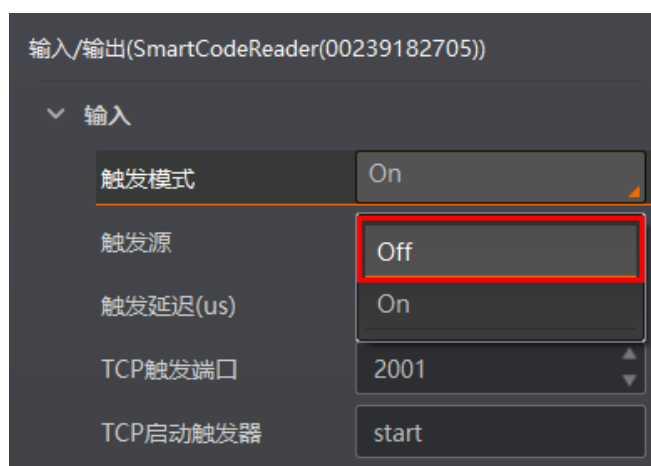 输入/输出(SmartCodeReader(00239182705))
输入
触发模式 On
触发源 Off
触发延迟(us) On
TCP触发端口 2001
TCP启动触发器 start